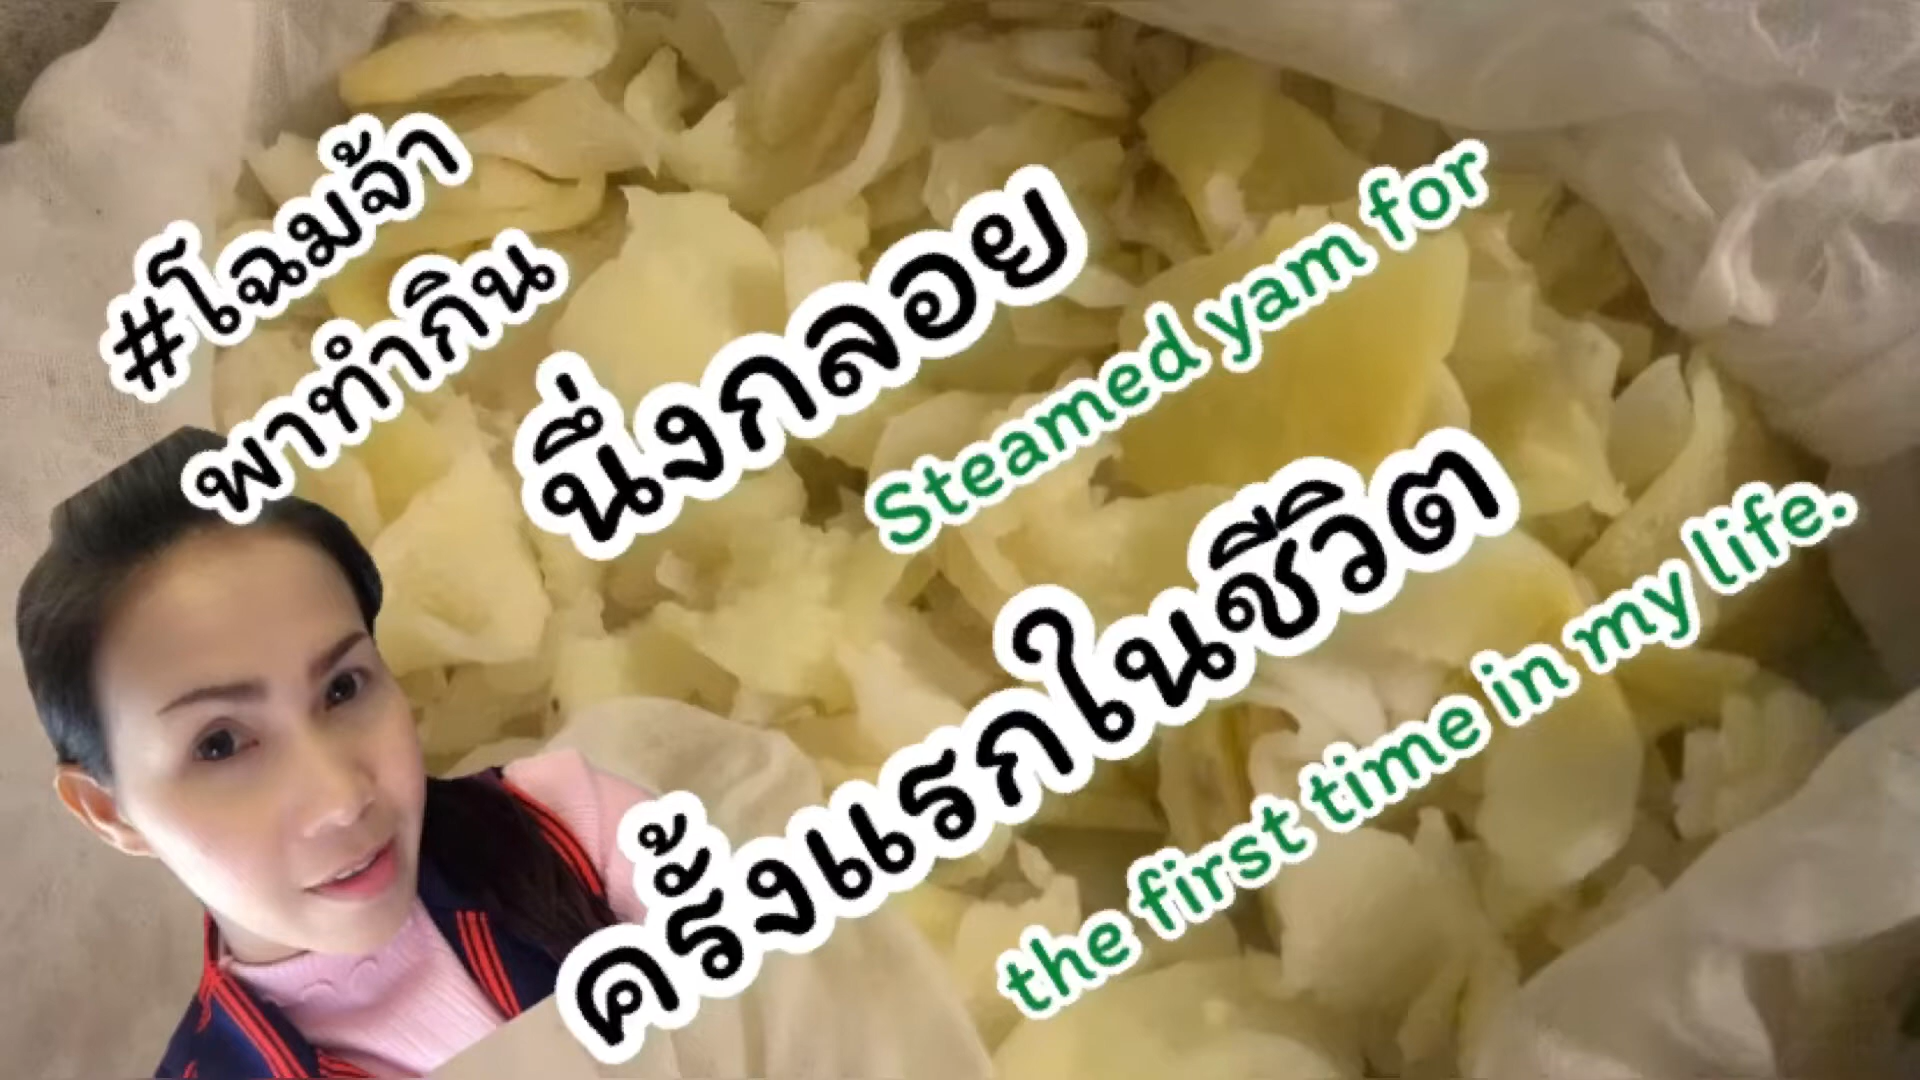 #โฉมจ้า
พาทำกิน
นึ่งกลอย
Steamed yam for
ครั้งแรกในชีวิต
the first time in my life.